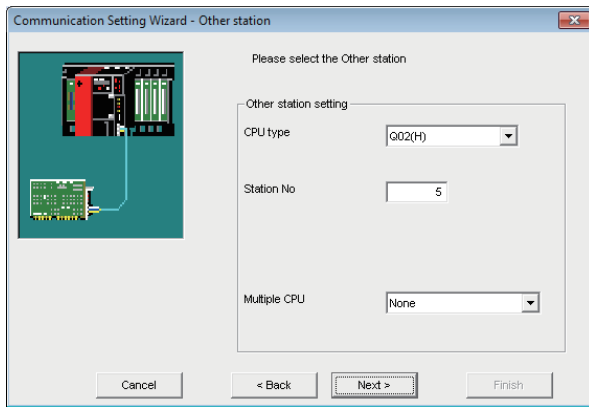 Communication Setting Wizard - Other station
Please select the Other station
Other station setting
CPU type
Q02(H)
Station No
5
Multiple CPU
None
Cancel
< Back
Next >
Finish